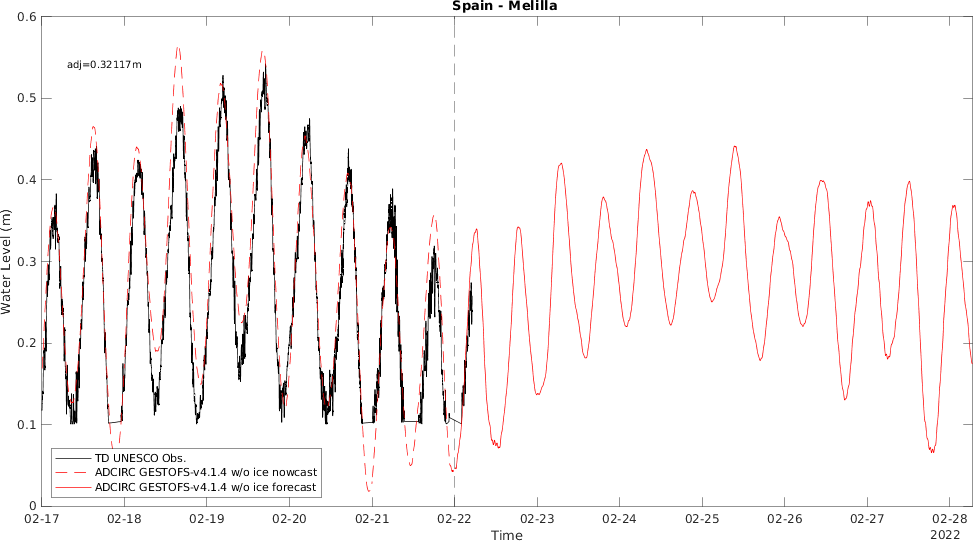 Spain - Melilla
0.6
adj=0.32117m
0.5
0.4
0.3
0.2
0.1
0
Water Level (m)
TD UNESCO Obs.
ADCIRC GESTOFS-v4.1.4 w/o ice nowcast
ADCIRC GESTOFS-v4.1.4 w/o ice forecast
02-17 02-18 02-19 02-20 02-21 02-22 02-23 02-24 02-25 02-26 02-27 02-28
2022
Time